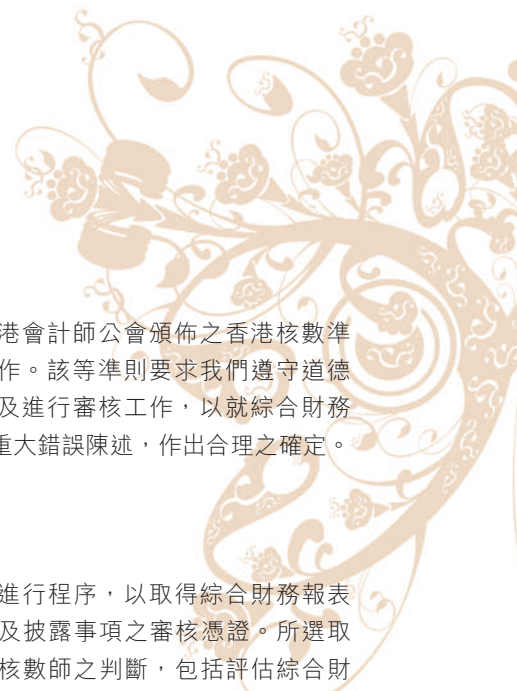 港會計師公會頒佈之香港核數準
作。該等準則要求我們遵守道德
及進行審核工作，以就綜合財務
重大錯誤陳述，作出合理之確定。
進行程序，以取得綜合財務報表
及披露事項之審核憑證。所選取
核數師之判斷，包括評估綜合財